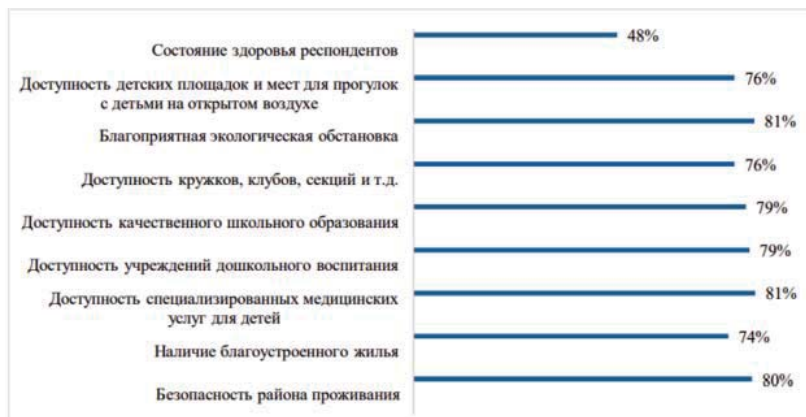 Состояние здоровья респондентов 48%
Доступность детских площадок и мест для прогулок
с детьми на открытом воздухе 76%
Благоприятная экологическая обстановка 81%
Доступность кружков, клубов, секций и т.д. 76%
Доступность качественного школьного образования 79%
Доступность учреждений дошкольного воспитания 79%
Доступность специализированных медицинских
услуг для детей 81%
Наличие благоустроенного жилья 74%
Безопасность района проживания 80%